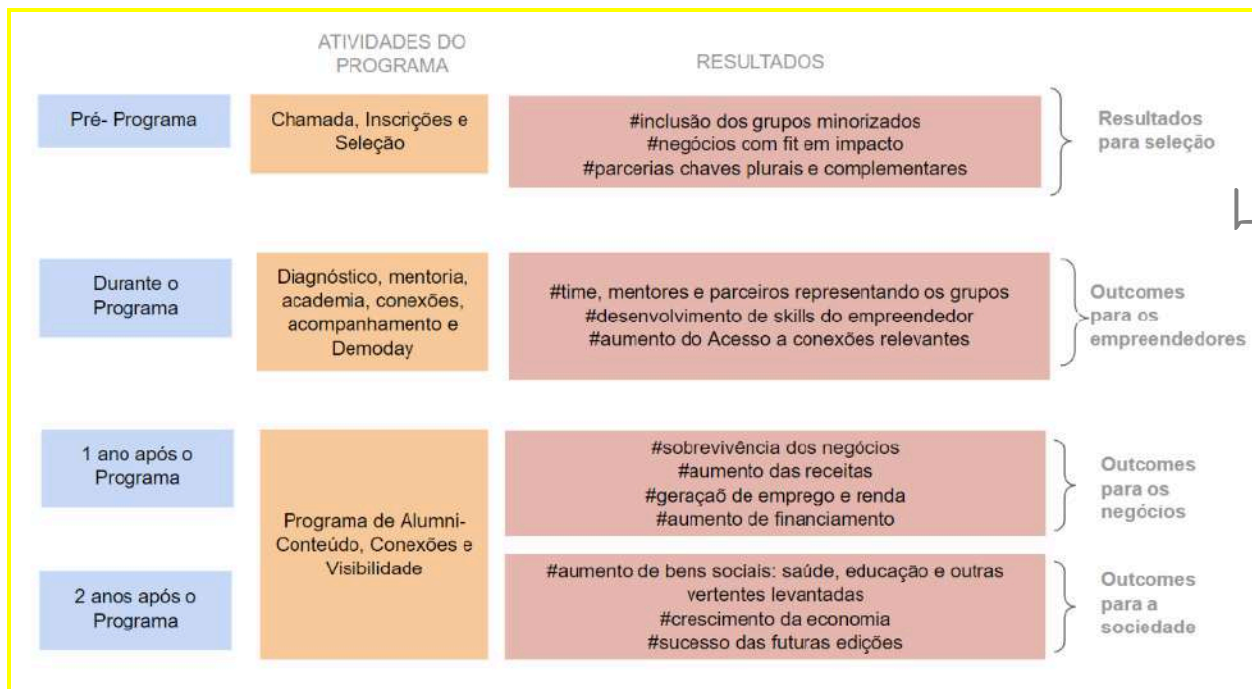 ATIVIDADES DO
PROGRAMA
RESULTADOS
Pré- Programa
Chamada, Inscrições e
Seleção
#inclusão dos grupos minorizados
#negócios com fit em impacto
#parcerias chaves plurais e complementares
Resultados
para seleção
Durante o
Programa
Diagnóstico, mentoria,
academia, conexões,
acompanhamento e
Demoday
#time, mentores e parceiros representando os grupos
#desenvolvimento de skills do empreendedor
#aumento do Acesso a conexões relevantes
Outcomes
para os
empreendedores
1 ano após o
Programa
Programa de Alumni-
Conteúdo, Conexões e
Visibilidade
#sobrevivência dos negócios
#aumento das receitas
#geraçaõ de emprego e renda
#aumento de financiamento
Outcomes
para os
negócios
2 anos após o
Programa
#aumento de bens sociais: saúde, educação e outras
vertentes levantadas
#crescimento da economia
#sucesso das futuras edições
Outcomes
para a
sociedade